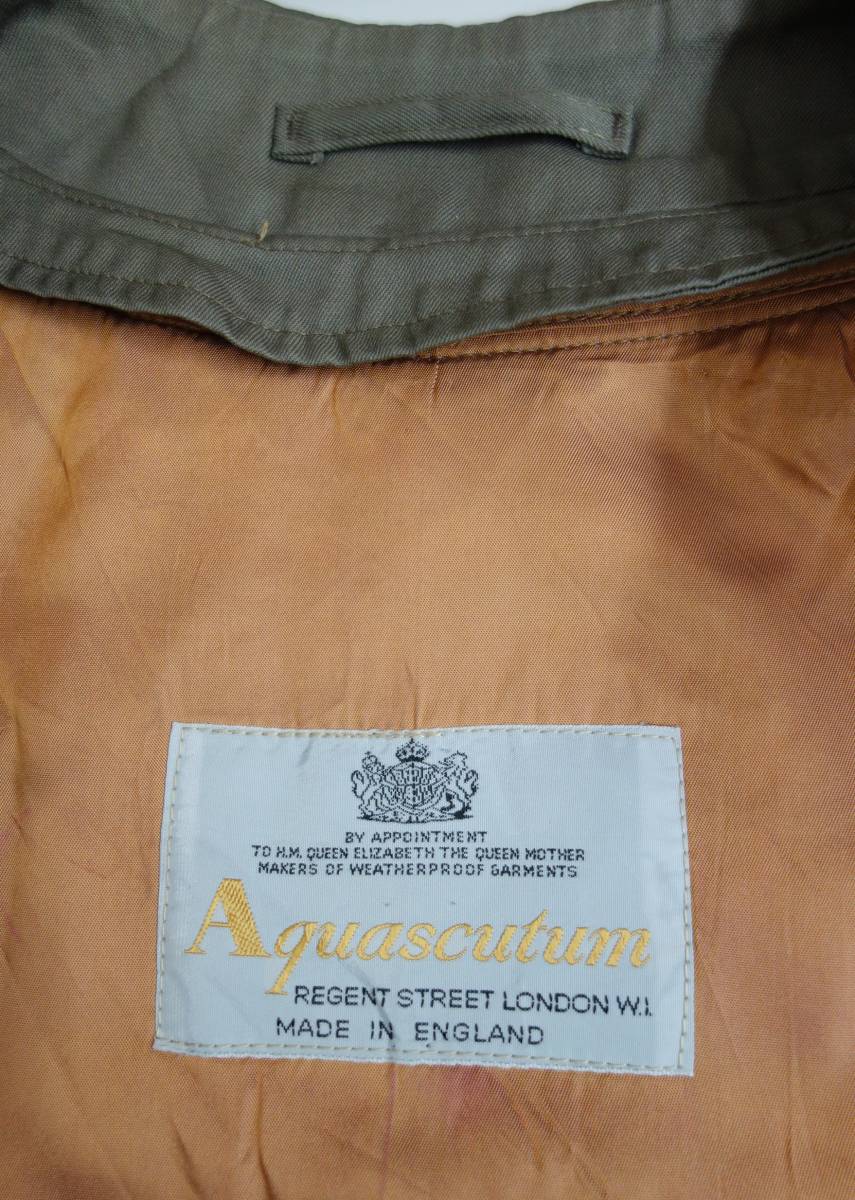 BY APPOINTMENT
TO H.M. QUEEN ELIZABETH THE QUEEN MOTHER
MAKERS OF WEATHERPROOF GARMENTS
Aquascutum
REGENT STREET LONDON W.I.
MADE IN ENGLAND